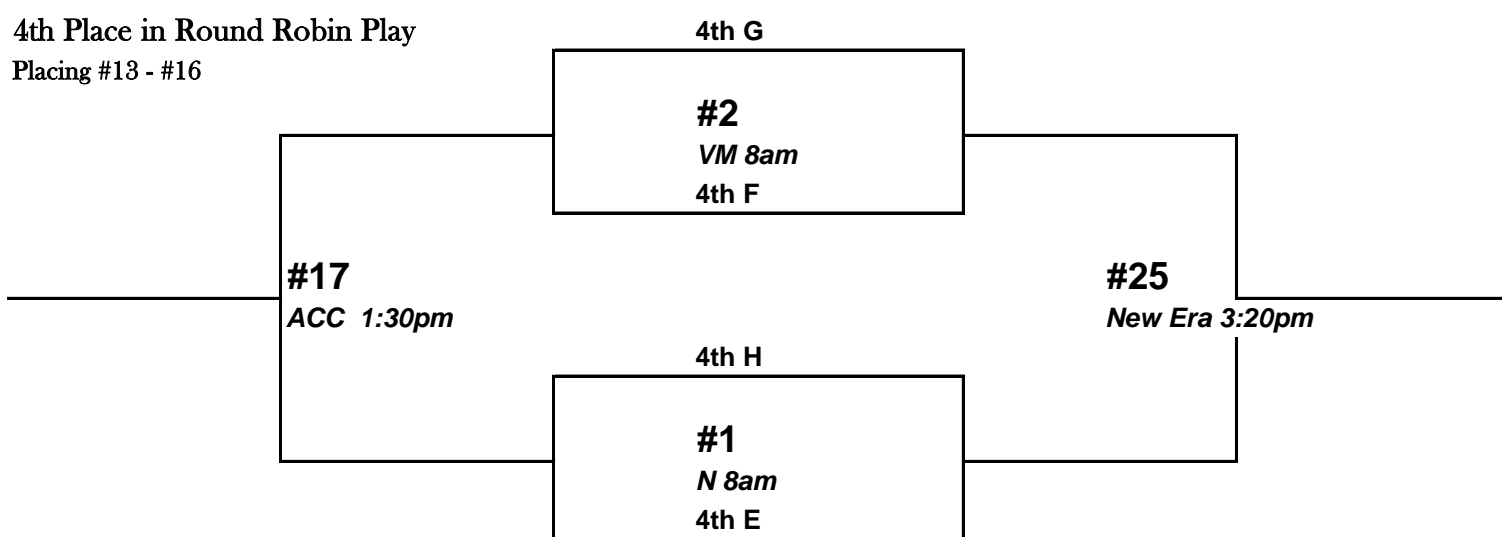 4th Place in Round Robin Play
Placing #13 - #16
4th G
#2
VM 8am
4th F
#17
ACC  1:30pm
#25
New Era 3:20pm
4th H
#1
N 8am
4th E